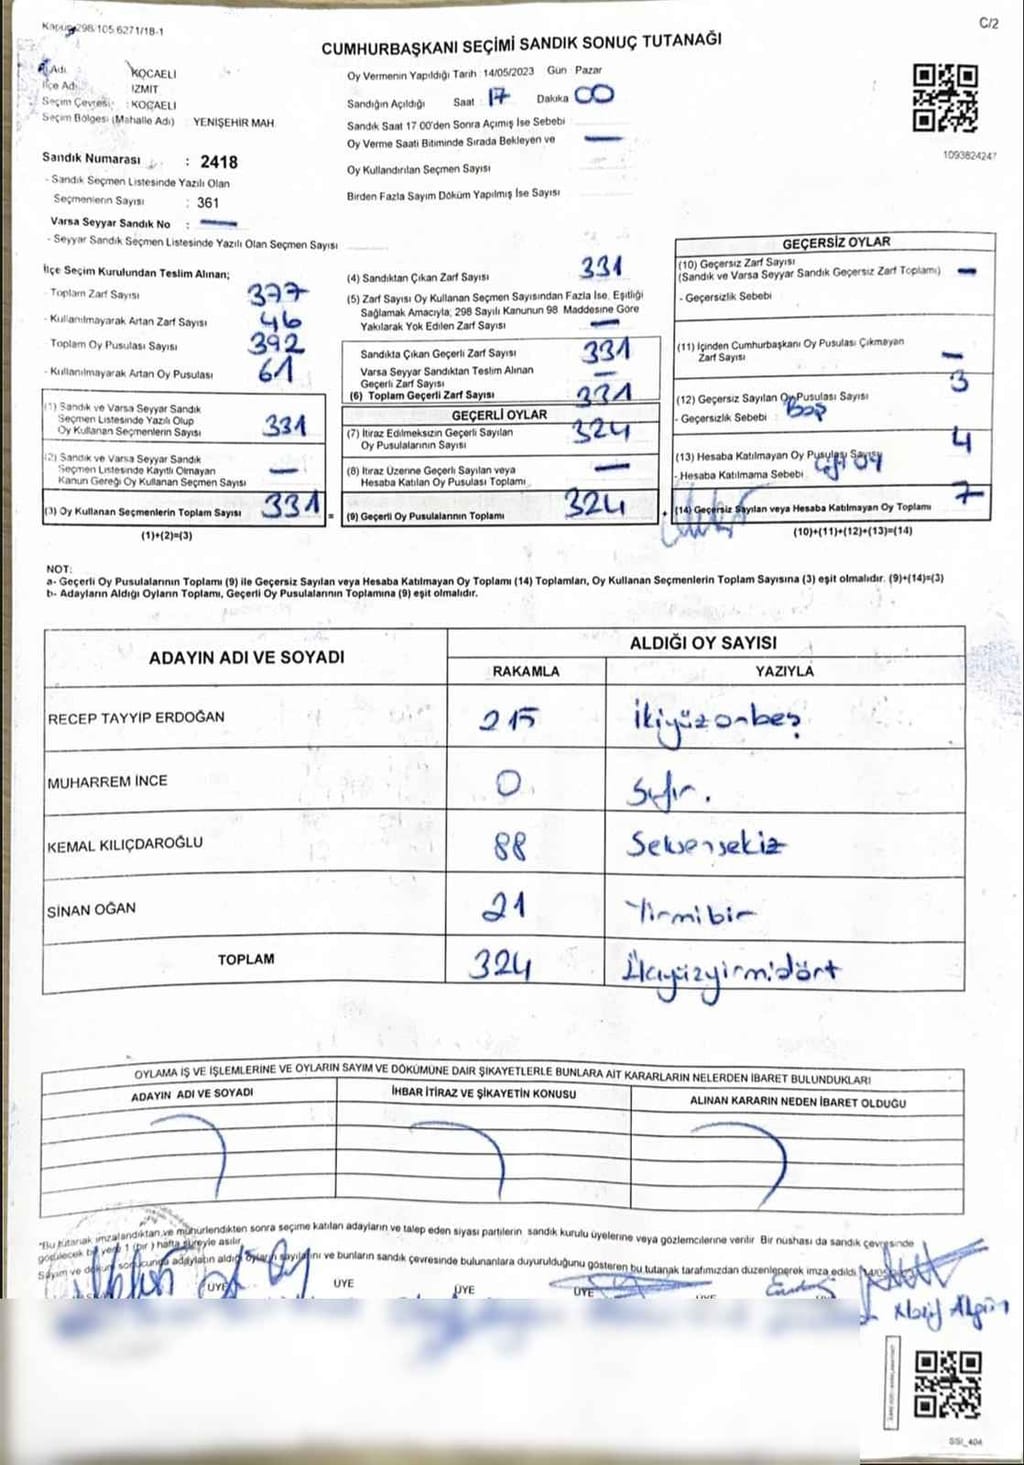 C/2
CUMHURBAŞKANI SEÇİMİ SANDIK SONUÇ TUTANAĞI
Adı KOCAELİ
İlçe Adı İZMİT
Seçim Çevresi : KOCAELİ
Seçim Bölgesi (Mahalle Adı) YENİŞEHİR MAH.
Oy Vermenin Yapıldığı Tarih 14/05/2023 Gün Pazar
Sandığın Açıldığı Saat 17 Dakika 00
Sandık Saat 17 00'den Sonra Açımış İse Sebebi
Oy Verme Saati Bitiminde Sırada Bekleyen ve —
Oy Kullandırılan Seçmen Sayısı
Birden Fazla Sayım Döküm Yapılmış İse Sayısı
1093824247
Sandık Numarası : 2418
- Sandık Seçmen Listesinde Yazılı Olan
Seçmenlerin Sayısı : 361
Varsa Seyyar Sandık No : —
- Seyyar Sandık Seçmen Listesinde Yazılı Olan Seçmen Sayısı
İlçe Seçim Kurulundan Teslim Alınan;
- Toplam Zarf Sayısı 377
- Kullanılmayarak Artan Zarf Sayısı 46
Toplam Oy Pusulası Sayısı 392
- Kullanılmayarak Artan Oy Pusulası 61
(1) Sandık ve Varsa Seyyar Sandık
Seçmen Listesinde Yazılı Olup
Oy Kullanan Seçmenlerin Sayısı 331
(2) Sandık ve Varsa Seyyar Sandık
Seçmen Listesinde Kayıtlı Olmayan
Kanun Gereği Oy Kullanan Seçmen Sayısı —
(3) Oy Kullanan Seçmenlerin Toplam Sayısı 331 =
(1)+(2)=(3)
(4) Sandıktan Çıkan Zarf Sayısı 331
(5) Zarf Sayısı Oy Kullanan Seçmen Sayısından Fazla İse, Eşitliği
Sağlamak Amacıyla, 298 Sayılı Kanunun 98 Maddesine Göre
Yakılarak Yok Edilen Zarf Sayısı —
Sandıkta Çıkan Geçerli Zarf Sayısı 331
Varsa Seyyar Sandıktan Teslim Alınan
Geçerli Zarf Sayısı —
(6) Toplam Geçerli Zarf Sayısı 331
GEÇERLİ OYLAR
(7) İtiraz Edilmeksizin Geçerli Sayılan
Oy Pusulalarının Sayısı 324
(8) İtiraz Üzerine Geçerli Sayılan veya
Hesaba Katılan Oy Pusulası Toplamı —
(9) Geçerli Oy Pusulalarının Toplamı 324 +
GEÇERSİZ OYLAR
(10) Geçersiz Zarf Sayısı
(Sandık ve Varsa Seyyar Sandık Geçersiz Zarf Toplamı) —
- Geçersizlik Sebebi
(11) İçinden Cumhurbaşkanı Oy Pusulası Çıkmayan
Zarf Sayısı —
(12) Geçersiz Sayılan Oy Pusulası Sayısı 3
- Geçersizlik Sebebi : Boş
(13) Hesaba Katılmayan Oy Pusulası Sayısı 4
- Hesaba Katılmama Sebebi Çift Oy
(14) Geçersiz Sayılan veya Hesaba Katılmayan Oy Toplamı 7
(10)+(11)+(12)+(13)=(14)
NOT:
a- Geçerli Oy Pusulalarının Toplamı (9) ile Geçersiz Sayılan veya Hesaba Katılmayan Oy Toplamı (14) Toplamları, Oy Kullanan Seçmenlerin Toplam Sayısına (3) eşit olmalıdır. (9)+(14)=(3)
b- Adayların Aldığı Oyların Toplamı, Geçerli Oy Pusulalarının Toplamına (9) eşit olmalıdır.
ADAYIN ADI VE SOYADI ALDIĞI OY SAYISI
RAKAMLA YAZIYLA
RECEP TAYYİP ERDOĞAN 215 İkiyüzonbeş
MUHARREM İNCE 0 Sıfır.
KEMAL KILIÇDAROĞLU 88 Seksensekiz
SİNAN OĞAN 21 Yirmibir
TOPLAM 324 Üçyüzyirmidört
OYLAMA İŞ VE İŞLEMLERİNE VE OYLARIN SAYIM VE DÖKÜMÜNE DAİR ŞİKAYETLERLE BUNLARA AİT KARARLARIN NELERDEN İBARET BULUNDUKLARI
ADAYIN ADI VE SOYADI İHBAR İTİRAZ VE ŞİKAYETİN KONUSU ALINAN KARARIN NEDEN İBARET OLDUĞU
*Bu tutanak imzalandıktan ve mühürlendikten sonra seçime katılan adayların ve talep eden siyasi partilerin sandık kurulu üyelerine veya gözlemcilerine verilir Bir nüshası da sandık çevresinde
görülecek bir yere 1 (bir) hafta süreyle asılır.
Sayım ve döküm sonucunda adayların aldığı oyların sayılarını ve bunların sandık çevresinde bulunanlara duyurulduğunu gösteren bu tutanak tarafımızdan düzenlenerek imza edildi.
ÜYE ÜYE ÜYE ÜYE ÜYE